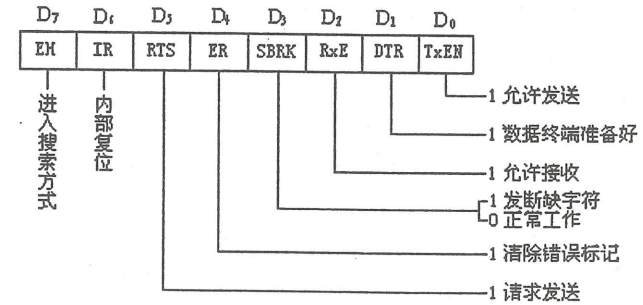 D₇ D₆ D₅ D₄ D₃ D₂ D₁ D₀
EH IR RTS ER SBRK RxE DTR TxEN
进入搜索方式
内部复位
1 允许发送
1 数据终端准备好
1 允许接收
1 发断缺字符
0 正常工作
1 清除错误标记
1 请求发送